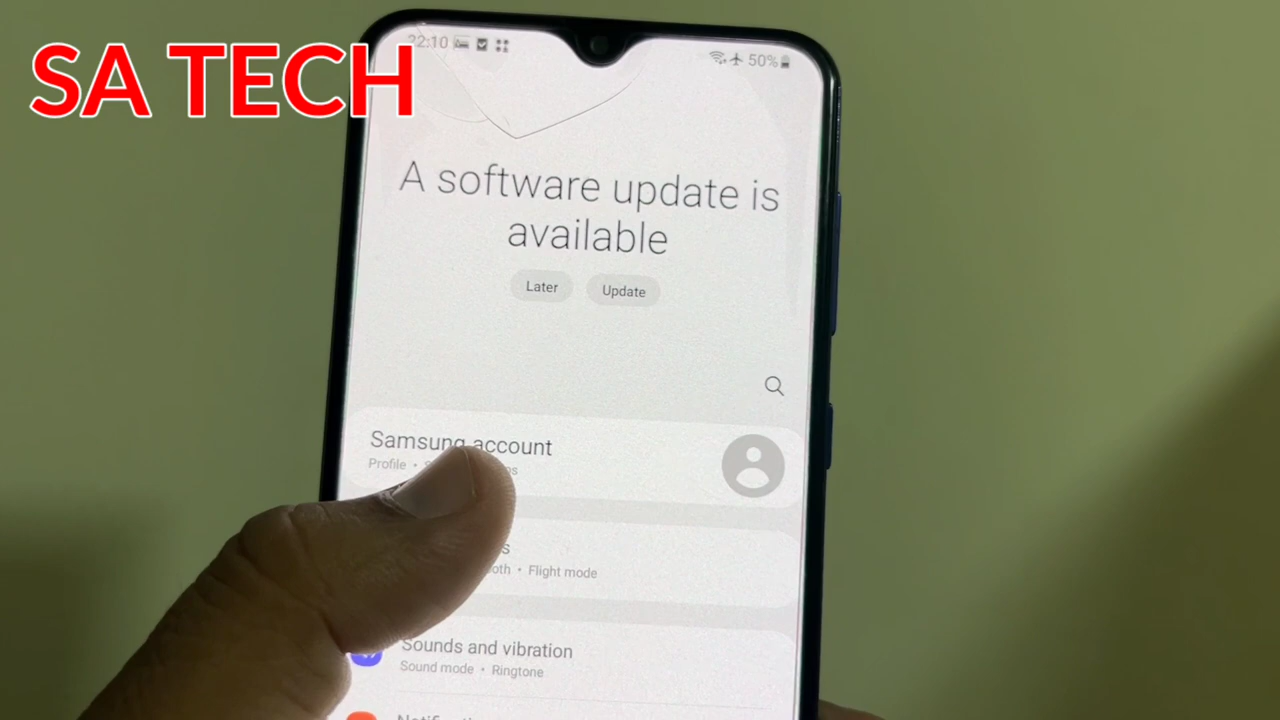 SA TECH
22:10
50%
A software update is
available
Later
Update
Samsung account
Profile •
Flight mode
Sounds and vibration
Sound mode • Ringtone